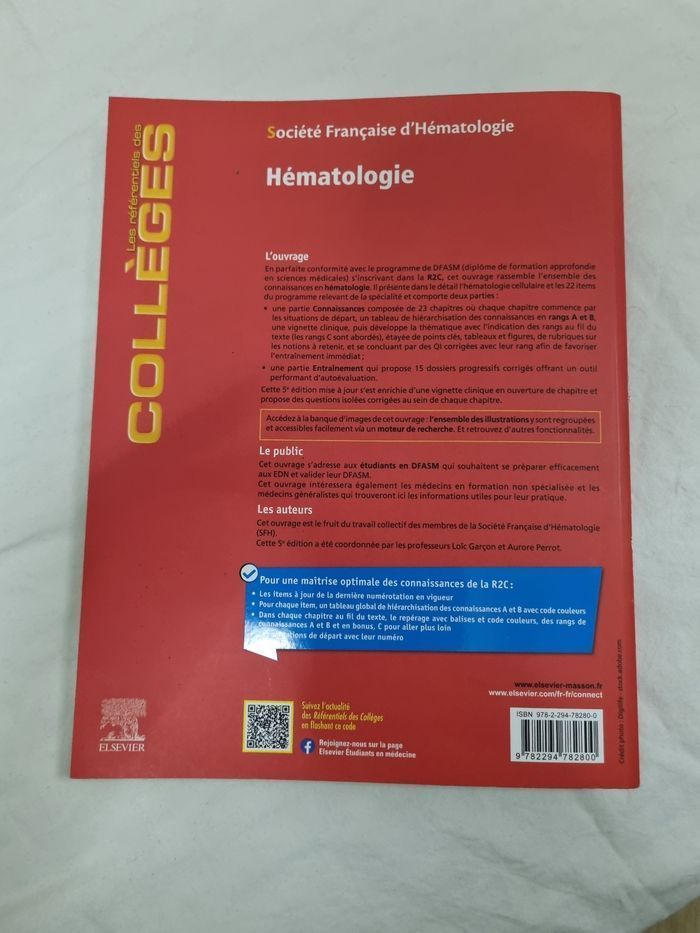 Les référentiels des
COLLÈGES
Société Française d'Hématologie
Hématologie
L'ouvrage
En parfaite conformité avec le programme de DFASM (diplôme de formation approfondie
en sciences médicales) s'inscrivant dans la R2C, cet ouvrage rassemble l'ensemble des
connaissances en hématologie. Il présente dans le détail l'hématologie cellulaire et les 22 items
du programme relevant de la spécialité et comporte deux parties :
• une partie Connaissances composée de 23 chapitres où chaque chapitre commence par
les situations de départ, un tableau de hiérarchisation des connaissances en rangs A et B,
une vignette clinique, puis développe la thématique avec l'indication des rangs au fil du
texte (les rangs C sont abordés), étayée de points clés, tableaux et figures, de rubriques sur
les notions à retenir, et se concluant par des QI corrigées avec leur rang afin de favoriser
l'entraînement immédiat ;
• une partie Entraînement qui propose 15 dossiers progressifs corrigés offrant un outil
performant d'autoévaluation.
Cette 5e édition mise à jour s'est enrichie d'une vignette clinique en ouverture de chapitre et
propose des questions isolées corrigées au sein de chaque chapitre.
Accédez à la banque d'images de cet ouvrage : l'ensemble des illustrations y sont regroupées
et accessibles facilement via un moteur de recherche. Et retrouvez d'autres fonctionnalités.
Le public
Cet ouvrage s'adresse aux étudiants en DFASM qui souhaitent se préparer efficacement
aux EDN et valider leur DFASM.
Cet ouvrage intéressera également les médecins en formation non spécialisée et les
médecins généralistes qui trouveront ici les informations utiles pour leur pratique.
Les auteurs
Cet ouvrage est le fruit du travail collectif des membres de la Société Française d'Hématologie
(SFH).
Cette 5e édition a été coordonnée par les professeurs Loïc Garçon et Aurore Perrot.
Pour une maîtrise optimale des connaissances de la R2C :
• Les items à jour de la dernière numérotation en vigueur
• Pour chaque item, un tableau global de hiérarchisation des connaissances A et B avec code couleurs
• Dans chaque chapitre au fil du texte, le repérage avec balises et code couleurs, des rangs de
connaissances A et B et en bonus, C pour aller plus loin
situations de départ avec leur numéro
www.elsevier-masson.fr
www.elsevier.com/fr-fr/connect
ELSEVIER
Suivez l'actualité
des Référentiels des Collèges
en flashant ce code
Rejoignez-nous sur la page
Elsevier Étudiants en médecine
ISBN 978-2-294-78280-0
9 782294 782800
Crédit photo : Digilife - stock.adobe.com